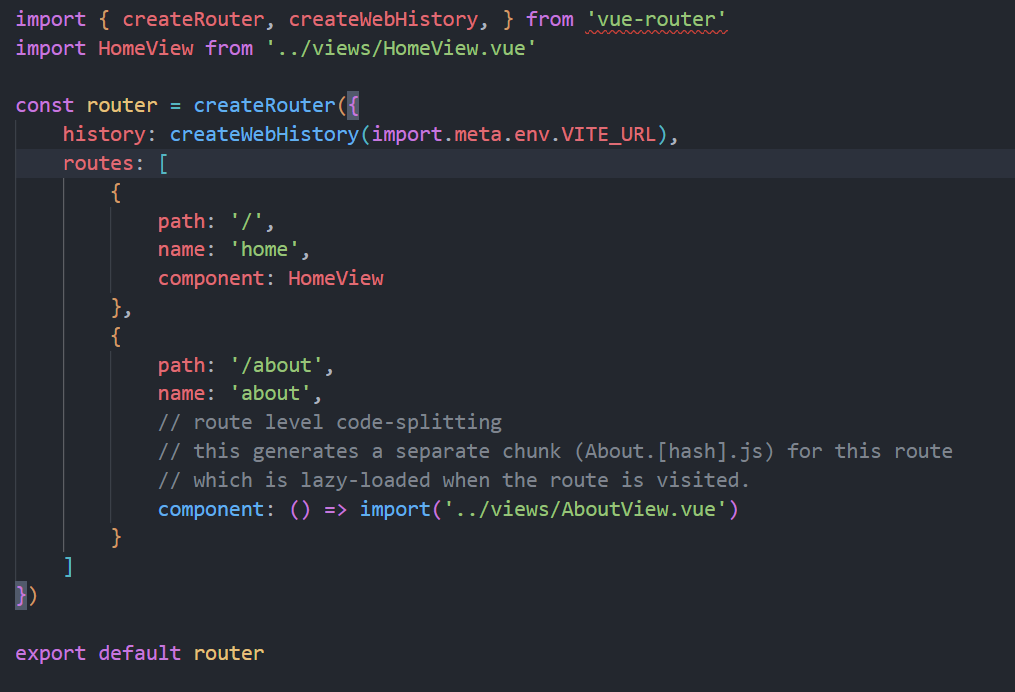 import { createRouter, createWebHistory, } from 'vue-router'
import HomeView from '../views/HomeView.vue'

const router = createRouter({
    history: createWebHistory(import.meta.env.VITE_URL),
    routes: [
        {
            path: '/',
            name: 'home',
            component: HomeView
        },
        {
            path: '/about',
            name: 'about',
            // route level code-splitting
            // this generates a separate chunk (About.[hash].js) for this route
            // which is lazy-loaded when the route is visited.
            component: () => import('../views/AboutView.vue')
        }
    ]
})

export default router